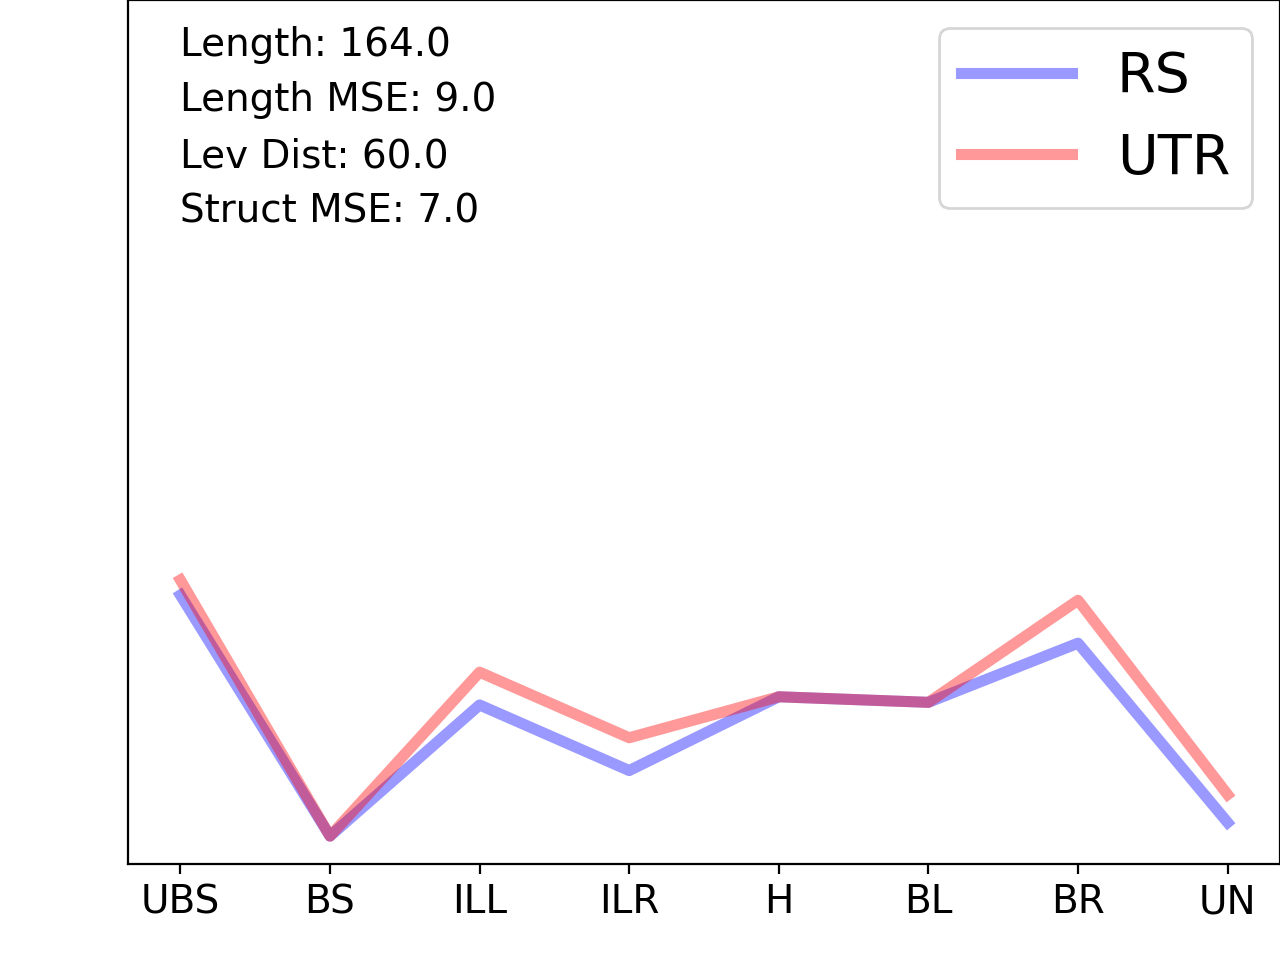 Length: 164.0
Length MSE: 9.0
Lev Dist: 60.0
Struct MSE: 7.0
RS
UTR
UBS BS ILL ILR H BL BR UN